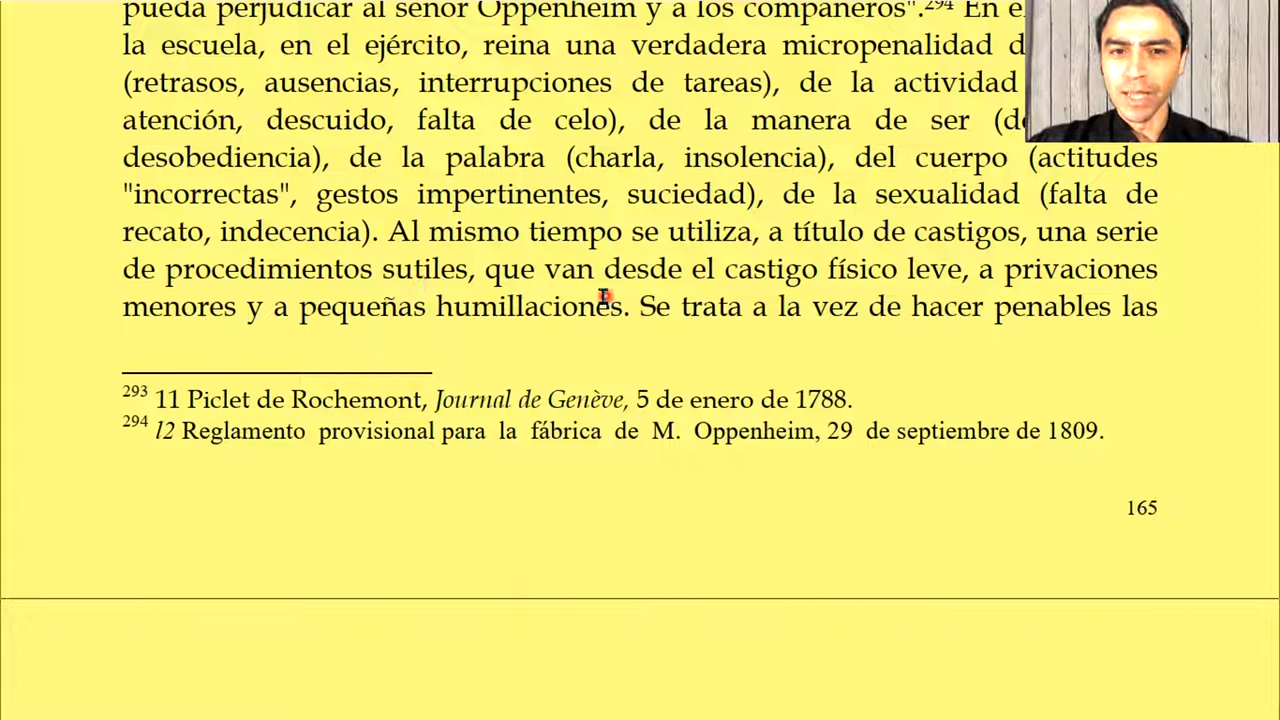 pueda perjudicar al señor Oppenheim y a los compañeros".²⁹⁴ En
la escuela, en el ejército, reina una verdadera micropenalidad
(retrasos, ausencias, interrupciones de tareas), de la actividad
atención, descuido, falta de celo), de la manera de ser
desobediencia), de la palabra (charla, insolencia), del cuerpo (actitudes
"incorrectas", gestos impertinentes, suciedad), de la sexualidad (falta de
recato, indecencia). Al mismo tiempo se utiliza, a título de castigos, una serie
de procedimientos sutiles, que van desde el castigo físico leve, a privaciones
menores y a pequeñas humillaciones. Se trata a la vez de hacer penables las
²⁹³ 11 Piclet de Rochemont, Journal de Genève, 5 de enero de 1788.
²⁹⁴ l2 Reglamento provisional para la fábrica de M. Oppenheim, 29 de septiembre de 1809.
165